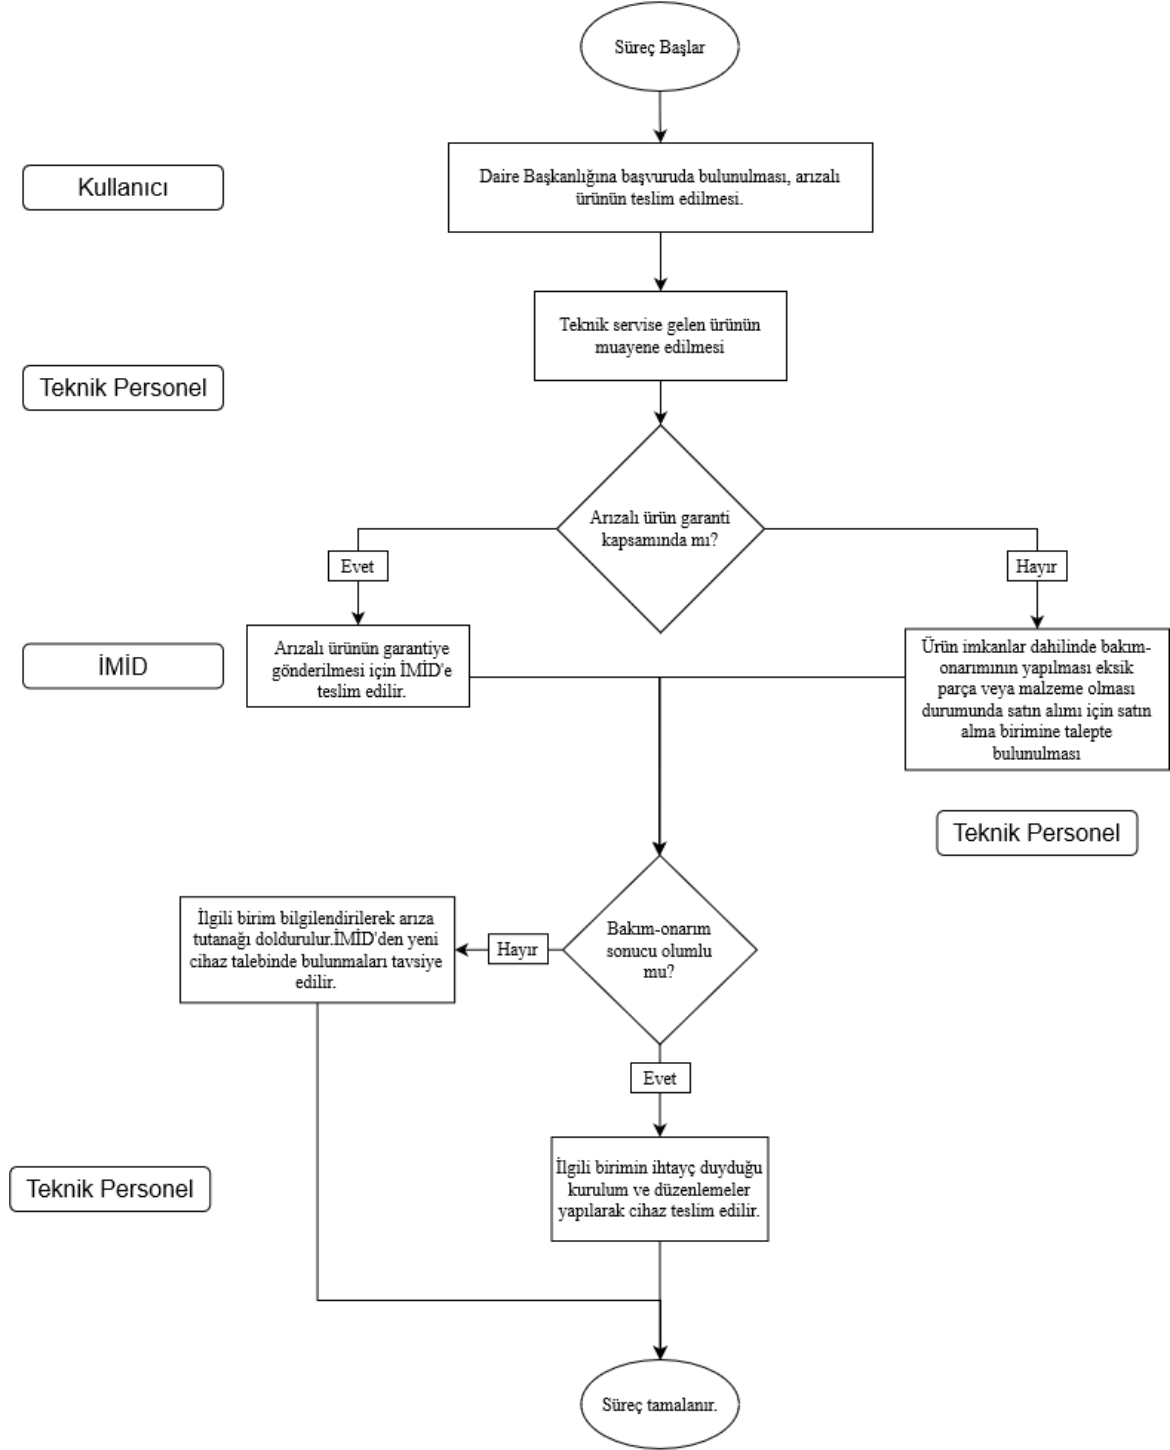 Süreç Başlar
Kullanıcı
Daire Başkanlığına başvuruda bulunulması, arızalı
ürünün teslim edilmesi.
Teknik servise gelen ürünün
muayene edilmesi
Teknik Personel
Arızalı ürün garanti
kapsamında mı?
Evet
Hayır
İMİD
Arızalı ürünün garantiye
gönderilmesi için İMİD'e
teslim edilir.
Ürün imkanlar dahilinde bakım-
onarımının yapılması eksik
parça veya malzeme olması
durumunda satın alımı için satın
alma birimine talepte
bulunulması
Teknik Personel
Bakım-onarım
sonucu olumlu
mu?
Hayır
İlgili birim bilgilendirilerek arıza
tutanağı doldurulur.İMİD'den yeni
cihaz talebinde bulunmaları tavsiye
edilir.
Evet
Teknik Personel
İlgili birimin ihtayç duyduğu
kurulum ve düzenlemeler
yapılarak cihaz teslim edilir.
Süreç tamalanır.